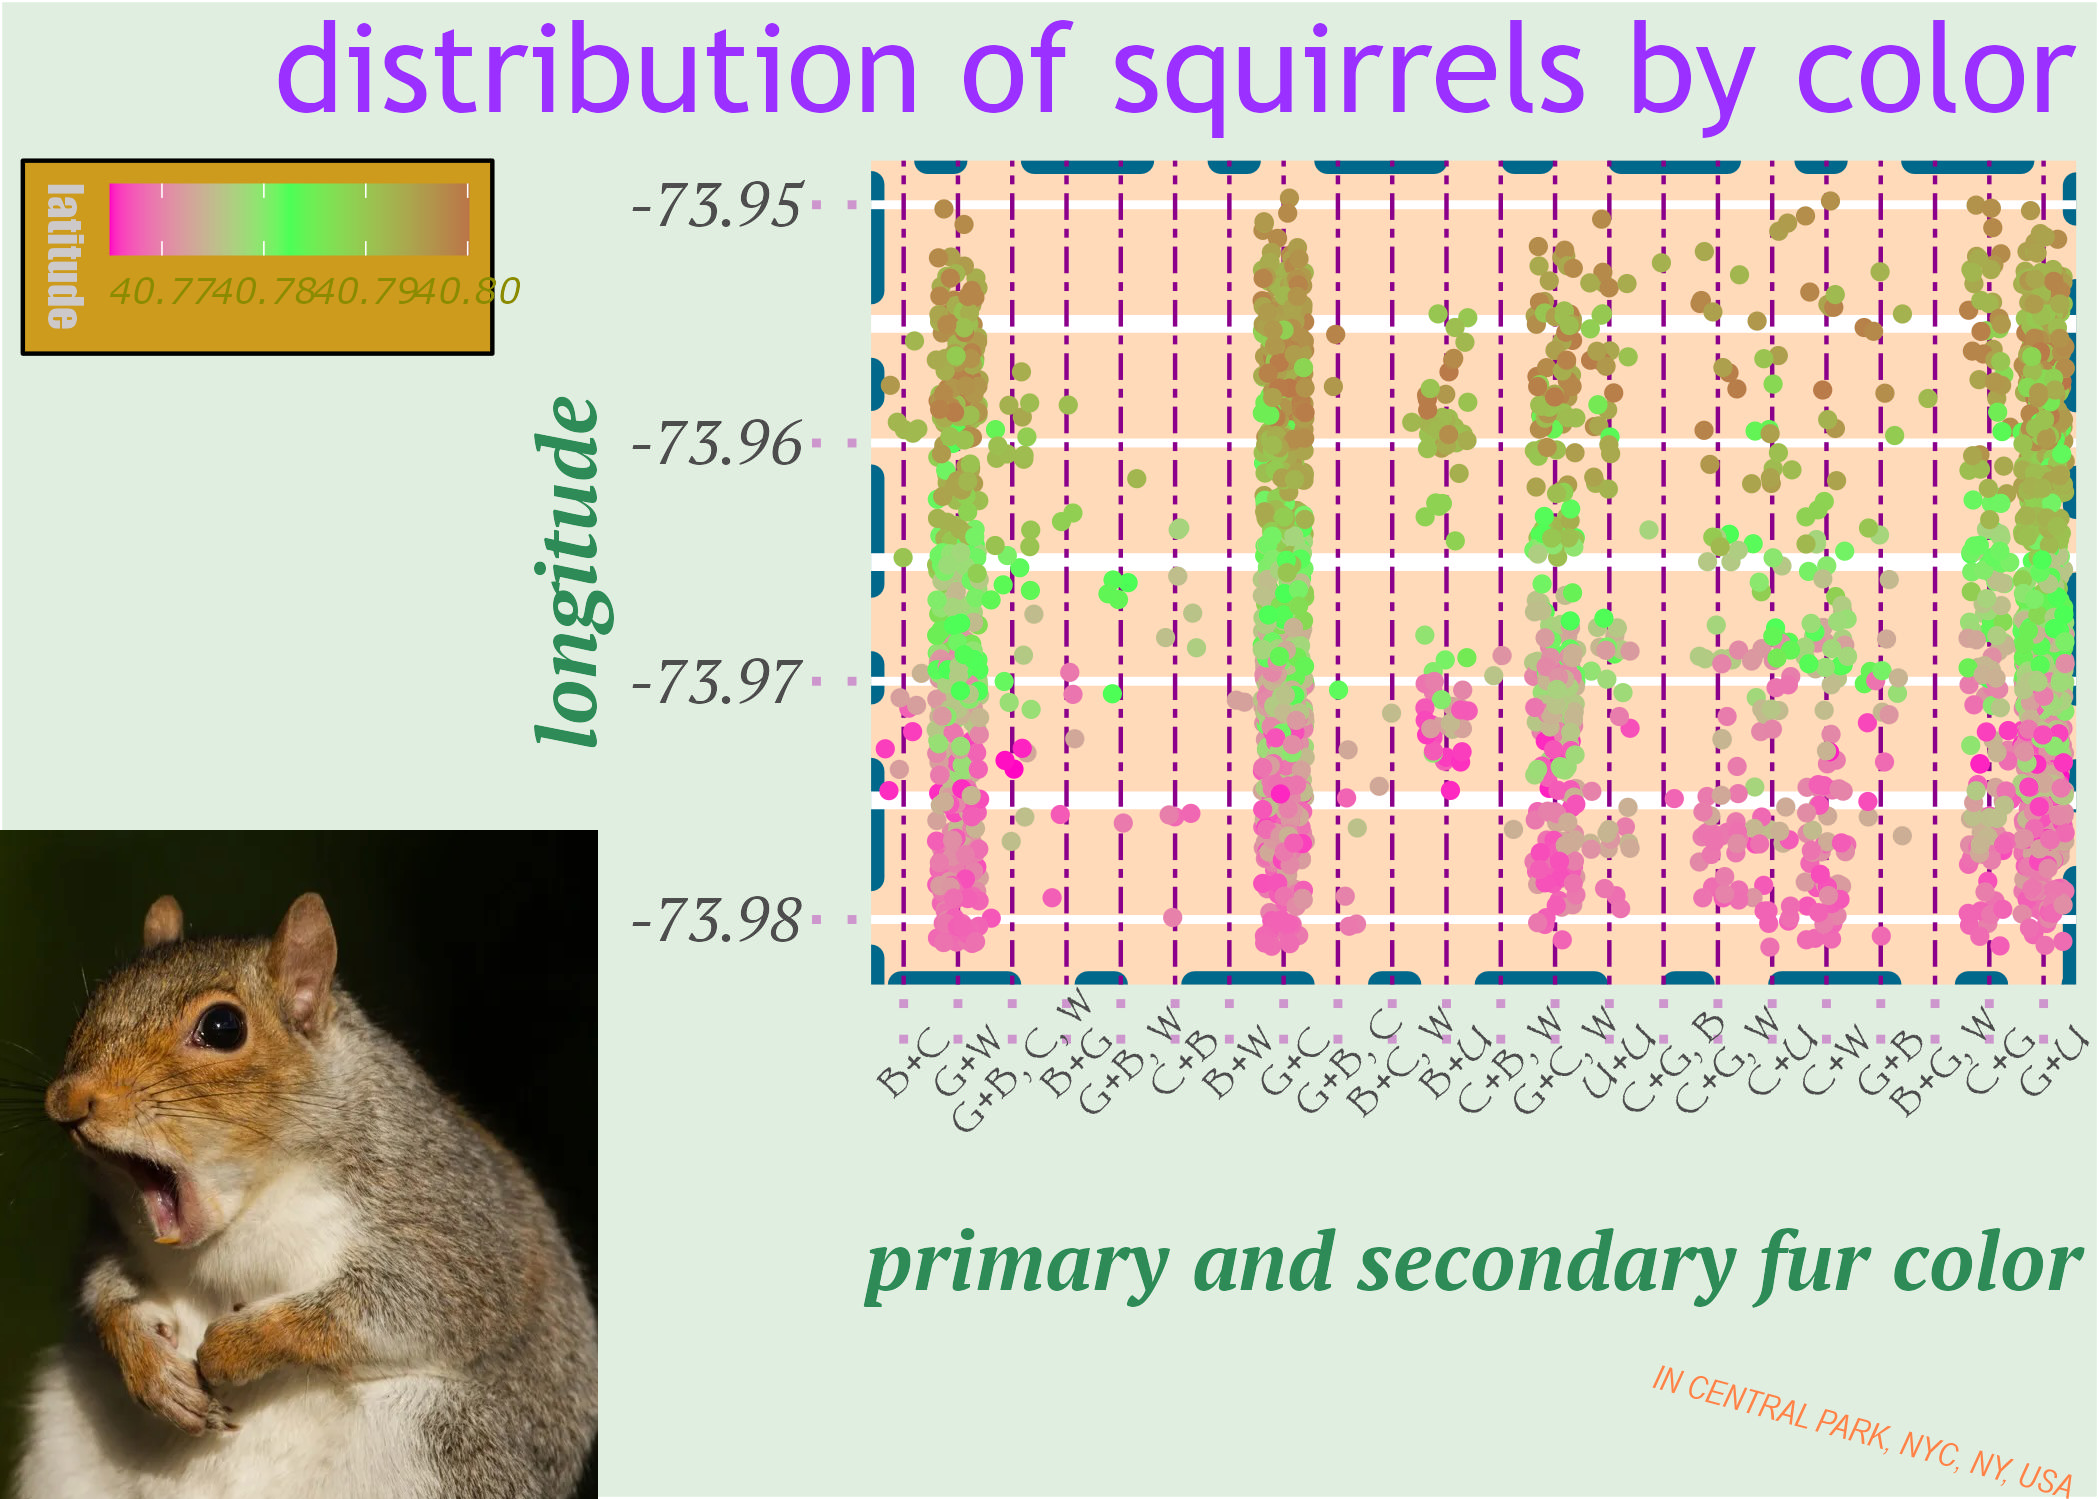 distribution of squirrels by color
latitude
40.77 40.78 40.79 40.80
longitude
-73.95
-73.96
-73.97
-73.98
B+C
G+W
G+B, C, W
B+G
G+B, W
C+B
B+W
G+C
G+B, C
B+C, W
B+U
C+B, W
G+C, W
U+U
C+G, B
C+G, W
C+U
C+W
G+B
B+G, W
C+G
G+U
primary and secondary fur color
IN CENTRAL PARK, NYC, NY, USA